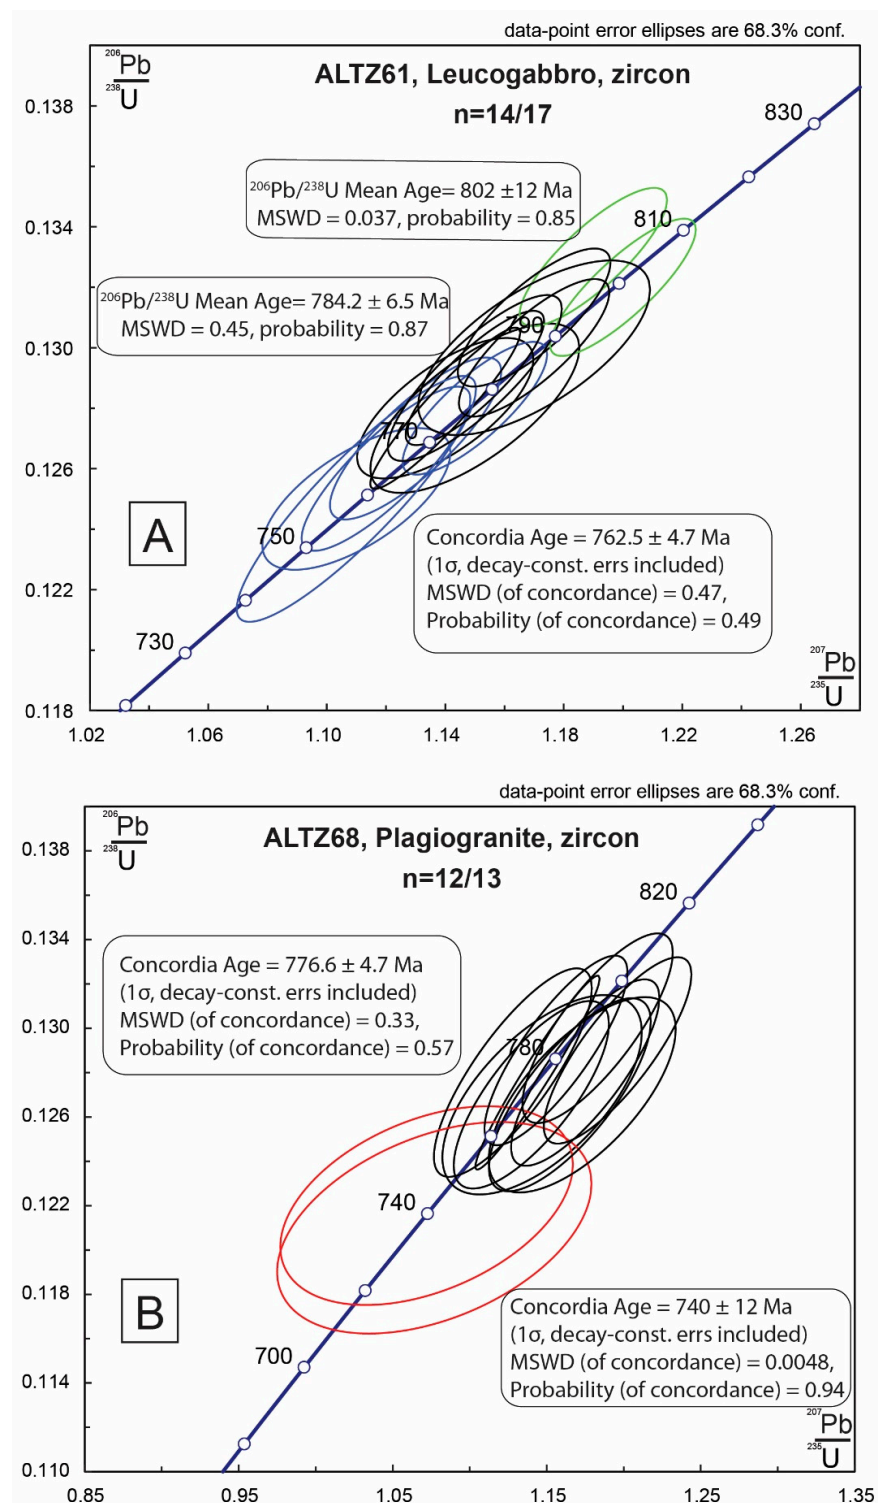 data-point error ellipses are 68.3% conf.
206Pb
238U
ALTZ61, Leucogabbro, zircon
n=14/17
0.138
830
206Pb/238U Mean Age= 802 ±12 Ma
MSWD = 0.037, probability = 0.85
810
0.134
206Pb/238U Mean Age= 784.2 ± 6.5 Ma
MSWD = 0.45, probability = 0.87
790
0.130
770
0.126
A
750
Concordia Age = 762.5 ± 4.7 Ma
(1σ, decay-const. errs included)
MSWD (of concordance) = 0.47,
Probability (of concordance) = 0.49
0.122
730
207Pb
235U
0.118
1.02 1.06 1.10 1.14 1.18 1.22 1.26
data-point error ellipses are 68.3% conf.
206Pb
238U
ALTZ68, Plagiogranite, zircon
n=12/13
0.138
820
0.134
Concordia Age = 776.6 ± 4.7 Ma
(1σ, decay-const. errs included)
MSWD (of concordance) = 0.33,
Probability (of concordance) = 0.57
0.130
780
0.126
0.122
740
0.118
B
Concordia Age = 740 ± 12 Ma
(1σ, decay-const. errs included)
MSWD (of concordance) = 0.0048,
Probability (of concordance) = 0.94
700
0.114
207Pb
235U
0.110
0.85 0.95 1.05 1.15 1.25 1.35